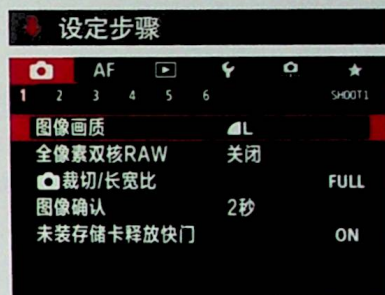 设定步骤
AF
1 2 3 4 5 6 SHOOT1
图像画质 L
全像素双核RAW 关闭
裁切/长宽比 FULL
图像确认 2秒
未装存储卡释放快门 ON